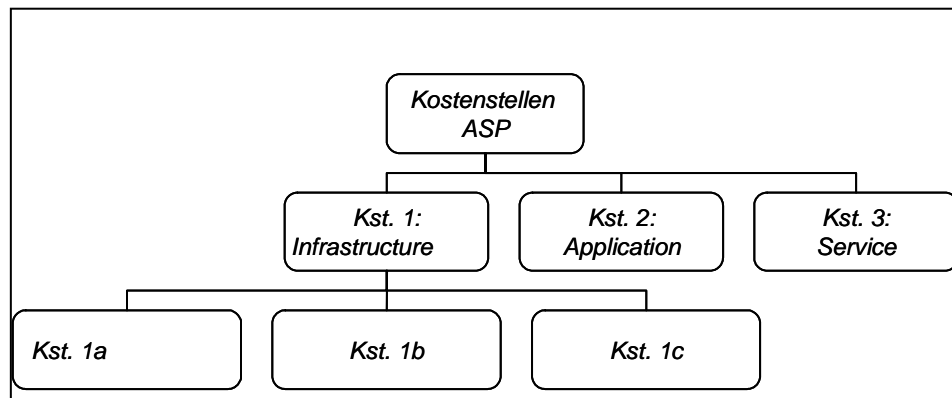 Kostenstellen
ASP
Kst. 1:
Infrastructure
Kst. 2:
Application
Kst. 3:
Service
Kst. 1a
Kst. 1b
Kst. 1c